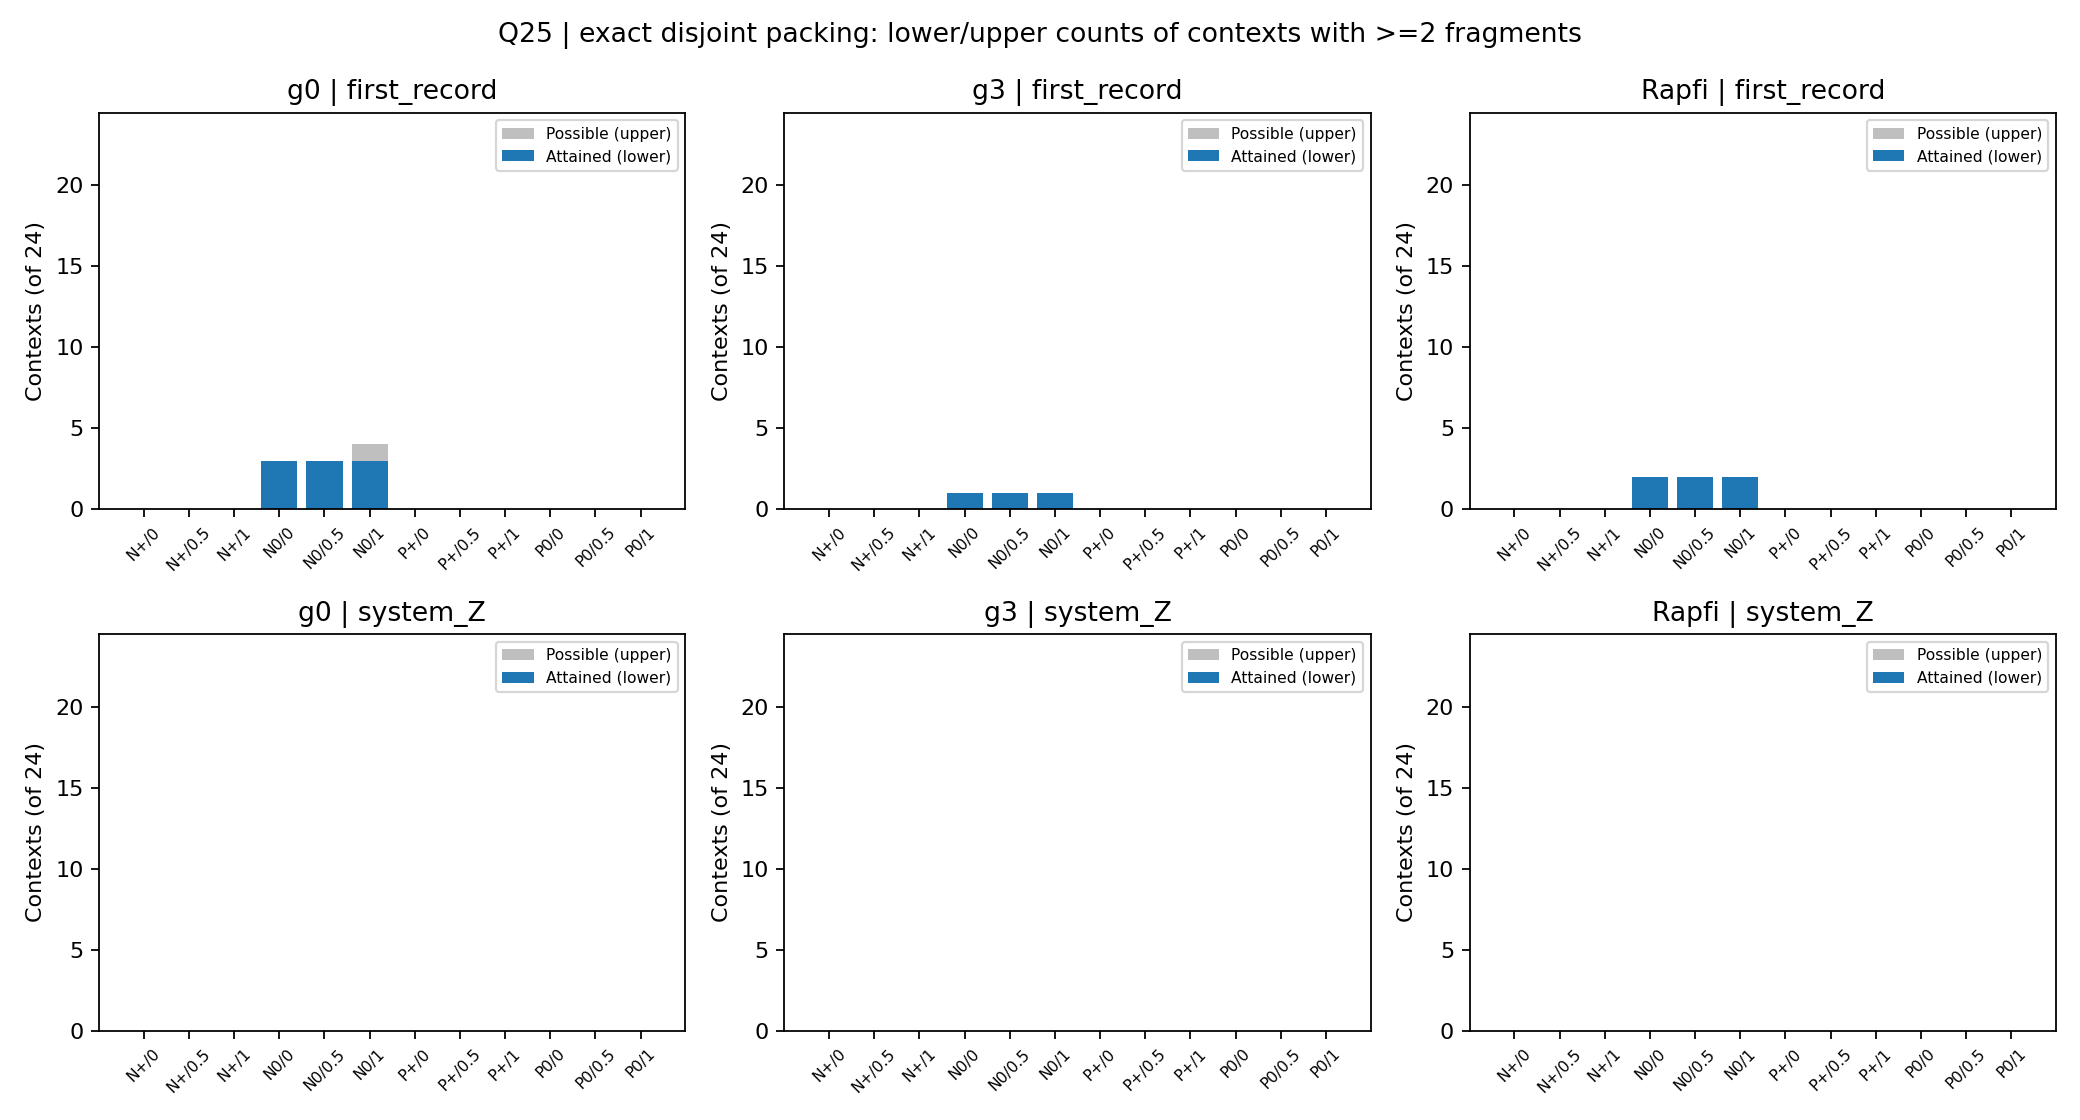 Q25 | exact disjoint packing: lower/upper counts of contexts with >=2 fragments
g0 | first_record
Possible (upper)
Attained (lower)
Contexts (of 24)
20
15
10
5
0
N+/0
N+/0.5
N+/1
N0/0
N0/0.5
N0/1
P+/0
P+/0.5
P+/1
P0/0
P0/0.5
P0/1
g3 | first_record
Possible (upper)
Attained (lower)
Contexts (of 24)
20
15
10
5
0
N+/0
N+/0.5
N+/1
N0/0
N0/0.5
N0/1
P+/0
P+/0.5
P+/1
P0/0
P0/0.5
P0/1
Rapfi | first_record
Possible (upper)
Attained (lower)
Contexts (of 24)
20
15
10
5
0
N+/0
N+/0.5
N+/1
N0/0
N0/0.5
N0/1
P+/0
P+/0.5
P+/1
P0/0
P0/0.5
P0/1
g0 | system_Z
Possible (upper)
Attained (lower)
Contexts (of 24)
20
15
10
5
0
N+/0
N+/0.5
N+/1
N0/0
N0/0.5
N0/1
P+/0
P+/0.5
P+/1
P0/0
P0/0.5
P0/1
g3 | system_Z
Possible (upper)
Attained (lower)
Contexts (of 24)
20
15
10
5
0
N+/0
N+/0.5
N+/1
N0/0
N0/0.5
N0/1
P+/0
P+/0.5
P+/1
P0/0
P0/0.5
P0/1
Rapfi | system_Z
Possible (upper)
Attained (lower)
Contexts (of 24)
20
15
10
5
0
N+/0
N+/0.5
N+/1
N0/0
N0/0.5
N0/1
P+/0
P+/0.5
P+/1
P0/0
P0/0.5
P0/1